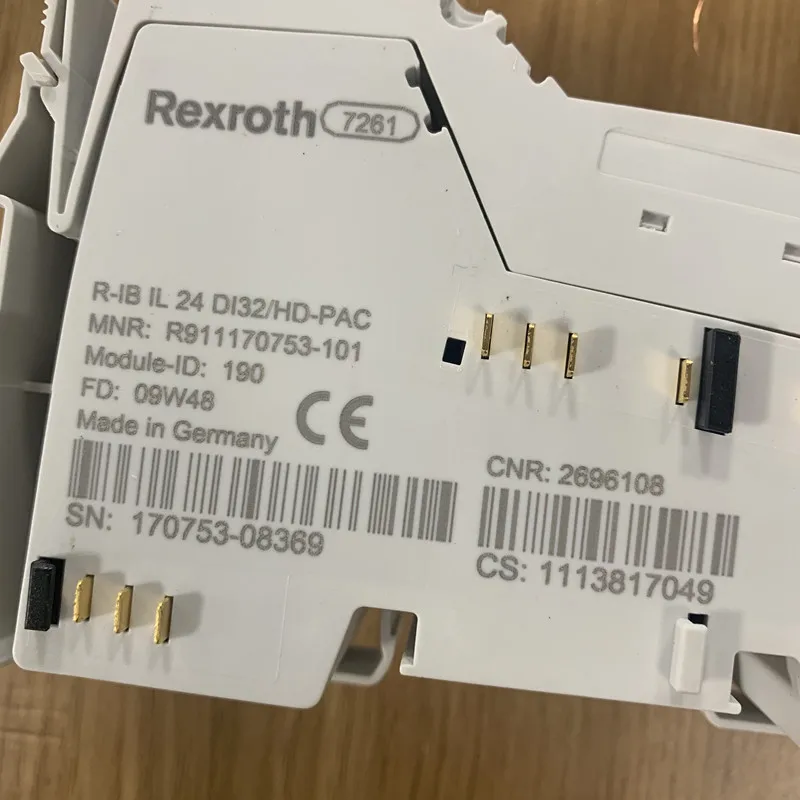 Rexroth 7261
R-IB IL 24 DI32/HD-PAC
MNR: R911170753-101
Module-ID: 190
FD: 09W48
Made in Germany
CE
SN: 170753-08369
CNR: 2696108
CS: 1113817049